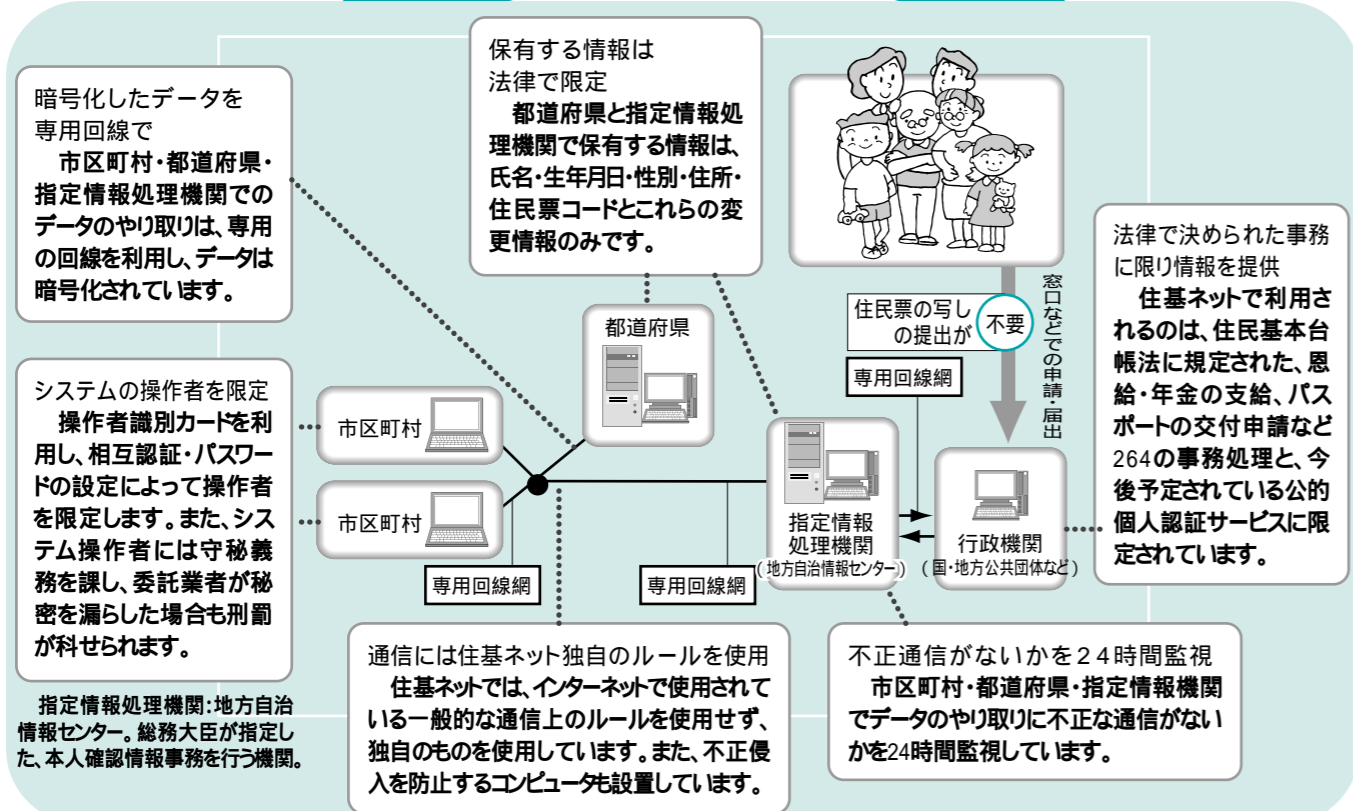 暗号化したデータを
専用回線で
市区町村・都道府県・
指定情報処理機関での
データのやり取りは、専用
の回線を利用し、データは
暗号化されています。
保有する情報は
法律で限定
都道府県と指定情報処
理機関で保有する情報は、
氏名・生年月日・性別・住所・
住民票コードとこれらの変
更情報のみです。
法律で決められた事務
に限り情報を提供
住基ネットで利用さ
れるのは、住民基本台
帳法に規定された、恩
給・年金の支給、パス
ポートの交付申請など
264の事務処理と、今
後予定されている公的
個人認証サービスに限
定されています。
窓口などでの申請・届出
住民票の写し
の提出が
不要
専用回線網
都道府県
システムの操作者を限定
操作者識別カードを利
用し、相互認証・パスワー
ドの設定によって操作者
を限定します。また、シス
テム操作者には守秘義
務を課し、委託業者が秘
密を漏らした場合も刑罰
が科せられます。
市区町村
市区町村
専用回線網
専用回線網
指定情報
処理機関
(地方自治情報センター)
行政機関
(国・地方公共団体など)
指定情報処理機関:地方自治
情報センター。総務大臣が指定し
た、本人確認情報事務を行う機関。
通信には住基ネット独自のルールを使用
住基ネットでは、インターネットで使用されて
いる一般的な通信上のルールを使用せず、
独自のものを使用しています。また、不正侵
入を防止するコンピュータも設置しています。
不正通信がないかを24時間監視
市区町村・都道府県・指定情報機関
でデータのやり取りに不正な通信がない
かを24時間監視しています。